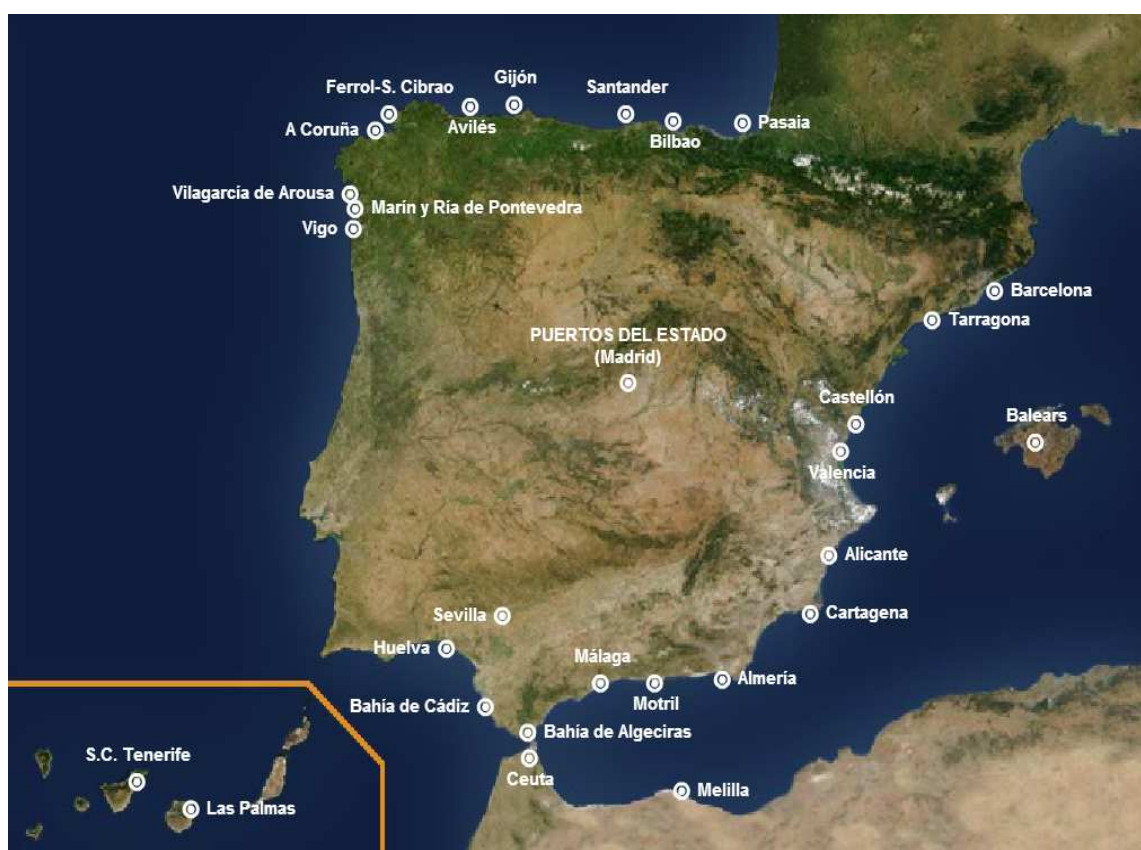 Gijón
Ferrol-S. Cibrao
Santander
Avilés
Pasaia
A Coruña
Bilbao
Vilagarcía de Arousa
Marín y Ría de Pontevedra
Vigo
Barcelona
Tarragona
PUERTOS DEL ESTADO
(Madrid)
Castellón
Balears
Valencia
Alicante
Cartagena
Sevilla
Huelva
Málaga
Almería
Motril
Bahía de Cádiz
Bahía de Algeciras
Ceuta
S.C. Tenerife
Melilla
Las Palmas